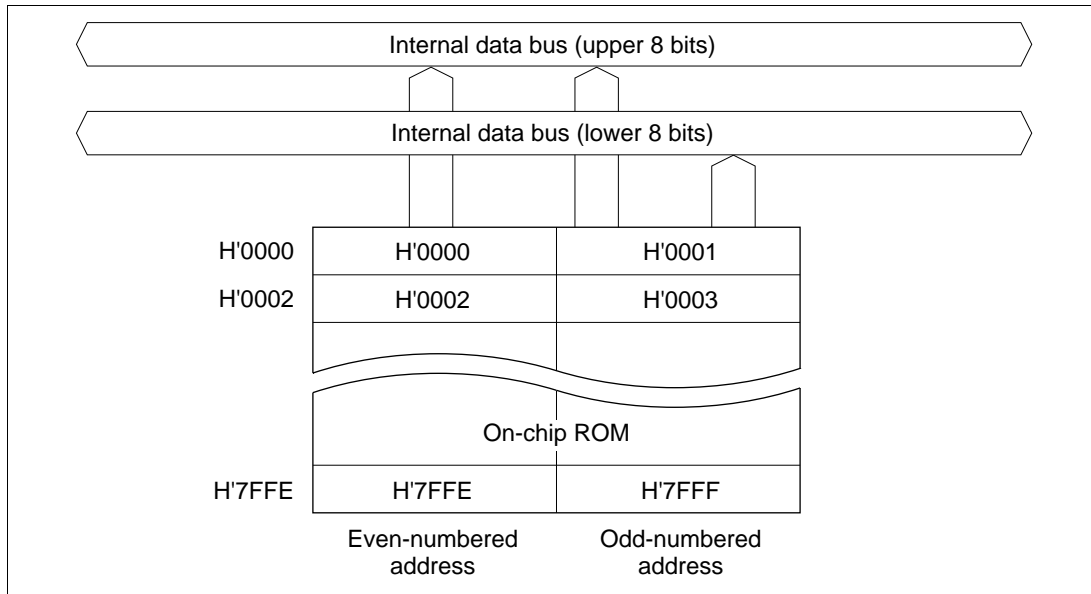 Internal data bus (upper 8 bits)
Internal data bus (lower 8 bits)
H'0000 H'0000 H'0001
H'0002 H'0002 H'0003
On-chip ROM
H'7FFE H'7FFE H'7FFF
Even-numbered address
Odd-numbered address